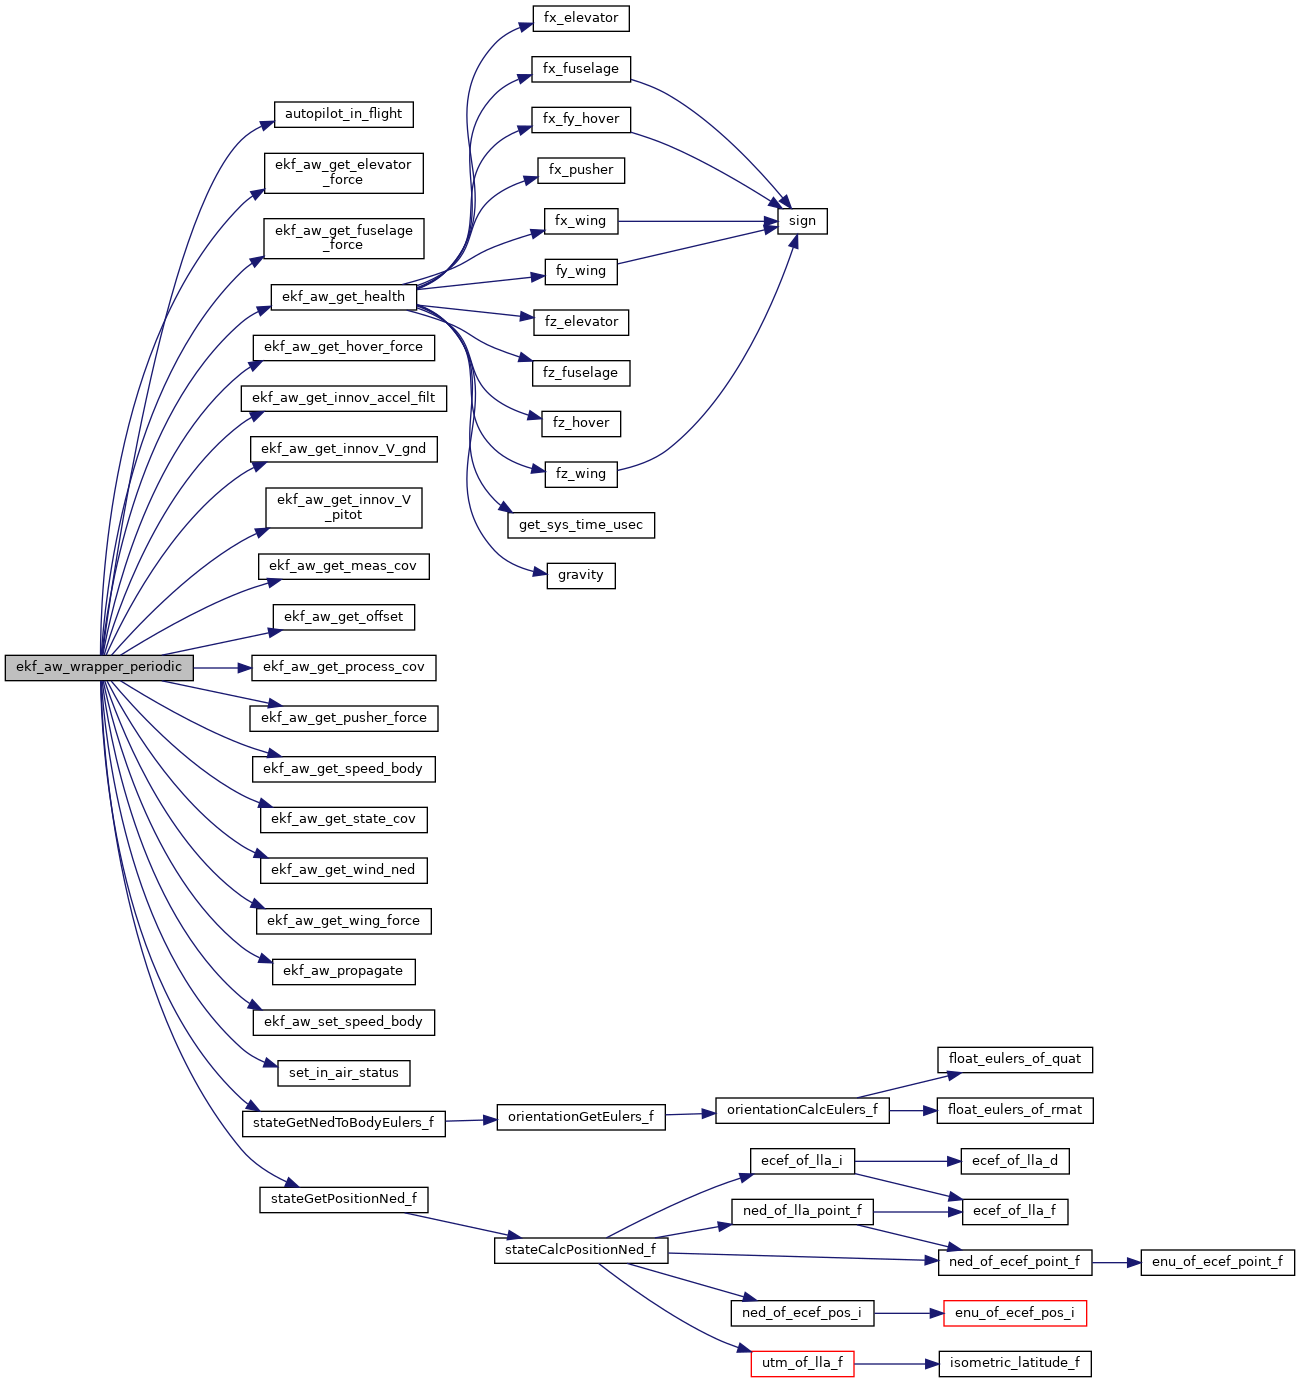 ekf_aw_wrapper_periodic
autopilot_in_flight
ekf_aw_get_elevator
_force
ekf_aw_get_fuselage
_force
ekf_aw_get_health
ekf_aw_get_hover_force
ekf_aw_get_innov_accel_filt
ekf_aw_get_innov_V_gnd
ekf_aw_get_innov_V
_pitot
ekf_aw_get_meas_cov
ekf_aw_get_offset
ekf_aw_get_process_cov
ekf_aw_get_pusher_force
ekf_aw_get_speed_body
ekf_aw_get_state_cov
ekf_aw_get_wind_ned
ekf_aw_get_wing_force
ekf_aw_propagate
ekf_aw_set_speed_body
set_in_air_status
stateGetNedToBodyEulers_f
stateGetPositionNed_f
fx_elevator
fx_fuselage
fx_fy_hover
fx_pusher
fx_wing
fy_wing
fz_elevator
fz_fuselage
fz_hover
fz_wing
get_sys_time_usec
gravity
sign
orientationGetEulers_f
orientationCalcEulers_f
float_eulers_of_quat
float_eulers_of_rmat
stateCalcPositionNed_f
ecef_of_lla_i
ned_of_lla_point_f
ned_of_ecef_pos_i
utm_of_lla_f
ecef_of_lla_d
ecef_of_lla_f
ned_of_ecef_point_f
enu_of_ecef_pos_i
isometric_latitude_f
enu_of_ecef_point_f